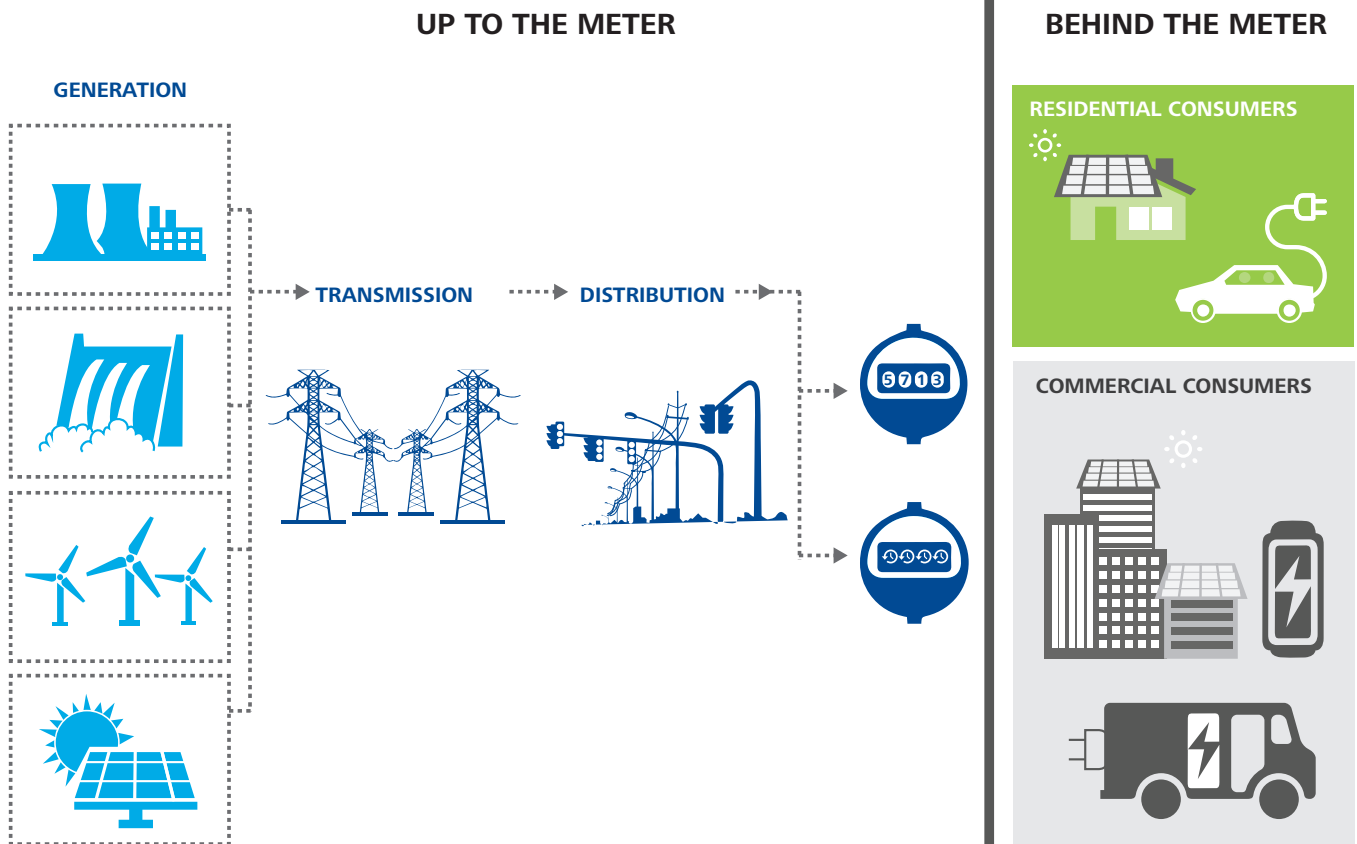 UP TO THE METER
BEHIND THE METER
GENERATION
RESIDENTIAL CONSUMERS
TRANSMISSION
DISTRIBUTION
5713
COMMERCIAL CONSUMERS